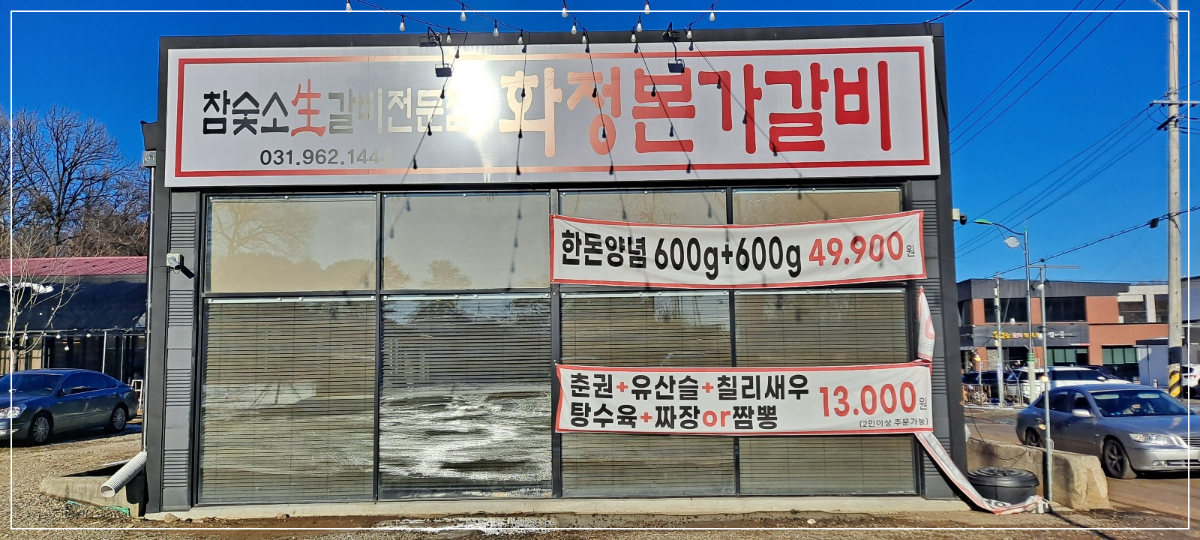 참숯소生갈비전문점 화정본가갈비
031.962.1444
한돈양념 600g+600g 49.900원
춘권+유산슬+칠리새우
탕수육+짜장or짬뽕
13.000원
(2인이상 주문가능)